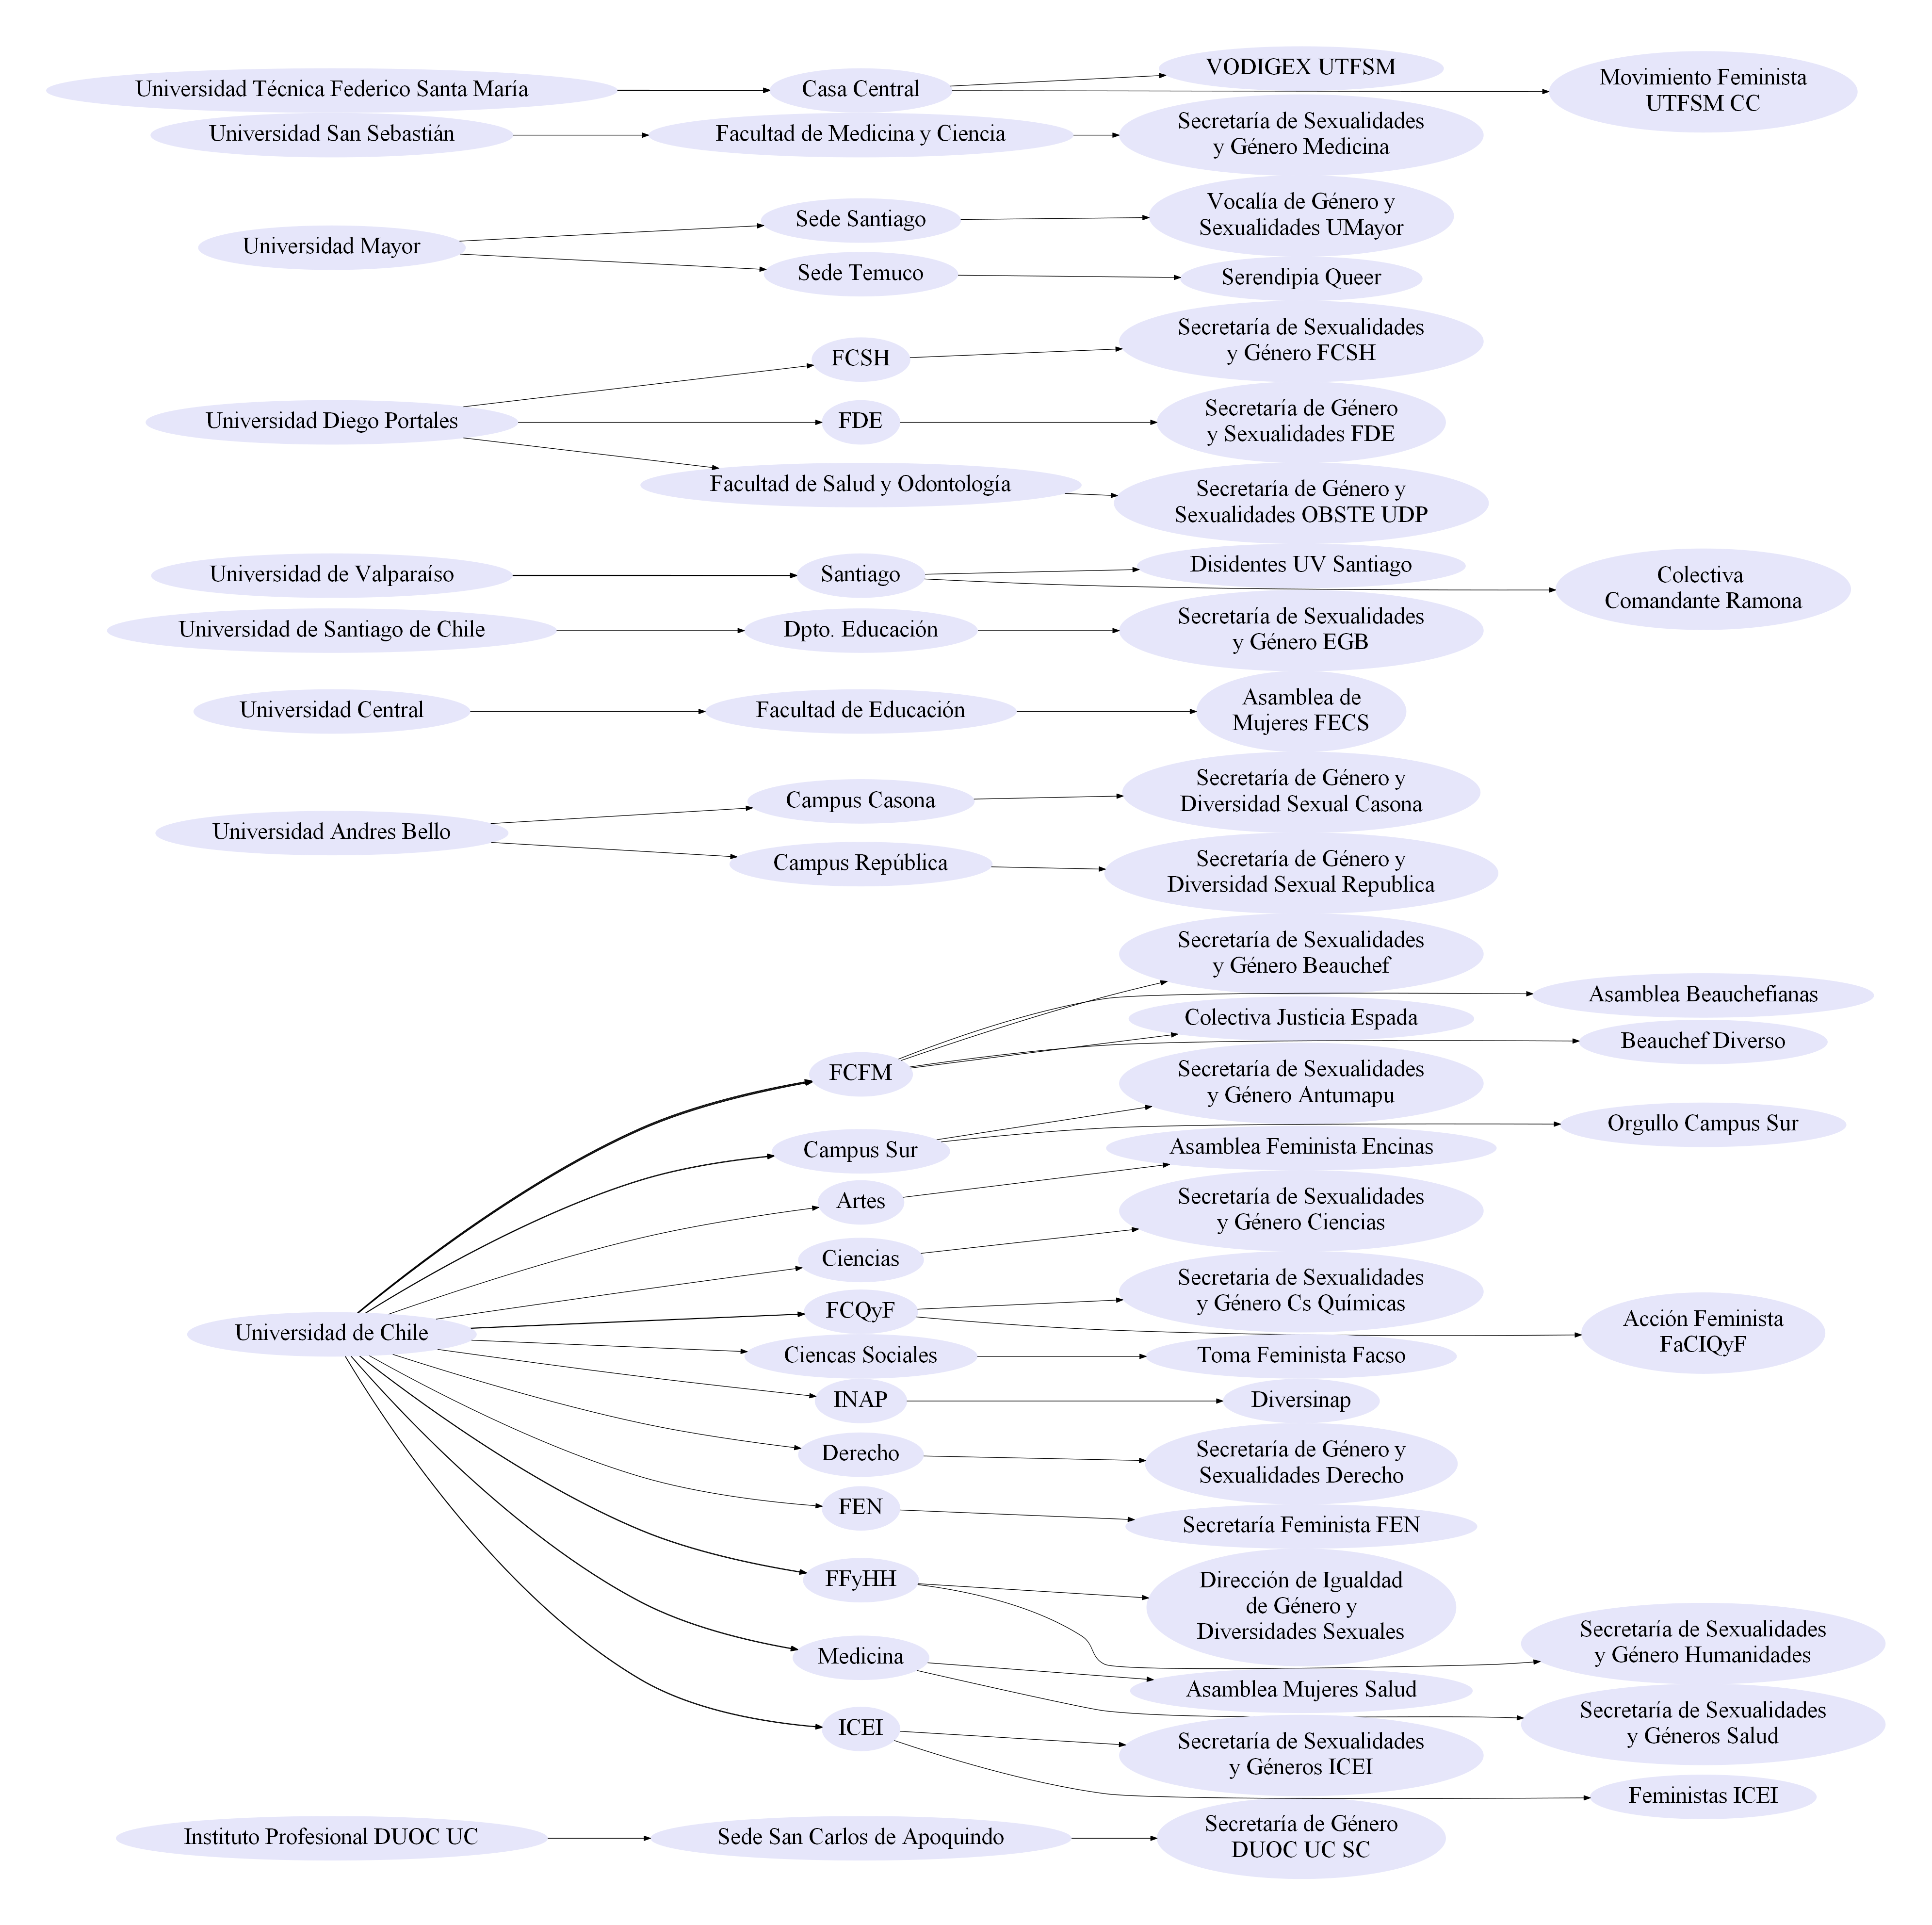 Universidad Técnica Federico Santa María
Casa Central
VODIGEX UTFSM
Movimiento Feminista
UTFSM CC
Universidad San Sebastián
Facultad de Medicina y Ciencia
Secretaría de Sexualidades
y Género Medicina
Universidad Mayor
Sede Santiago
Vocalía de Género y
Sexualidades UMayor
Sede Temuco
Serendipia Queer
Universidad Diego Portales
FCSH
Secretaría de Sexualidades
y Género FCSH
FDE
Secretaría de Género
y Sexualidades FDE
Facultad de Salud y Odontología
Secretaría de Género y
Sexualidades OBSTE UDP
Universidad de Valparaíso
Santiago
Disidentes UV Santiago
Colectiva
Comandante Ramona
Universidad de Santiago de Chile
Dpto. Educación
Secretaría de Sexualidades
y Género EGB
Universidad Central
Facultad de Educación
Asamblea de
Mujeres FECS
Universidad Andres Bello
Campus Casona
Secretaría de Género y
Diversidad Sexual Casona
Campus República
Secretaría de Género y
Diversidad Sexual Republica
Universidad de Chile
FCFM
Secretaría de Sexualidades
y Género Beauchef
Asamblea Beauchefianas
Colectiva Justicia Espada
Beauchef Diverso
Campus Sur
Secretaría de Sexualidades
y Género Antumapu
Orgullo Campus Sur
Artes
Asamblea Feminista Encinas
Ciencias
Secretaría de Sexualidades
y Género Ciencias
FCQyF
Secretaria de Sexualidades
y Género Cs Químicas
Acción Feminista
FaCIQyF
Ciencas Sociales
Toma Feminista Facso
INAP
Diversinap
Derecho
Secretaría de Género y
Sexualidades Derecho
FEN
Secretaría Feminista FEN
FFyHH
Dirección de Igualdad
de Género y
Diversidades Sexuales
Secretaría de Sexualidades
y Género Humanidades
Medicina
Asamblea Mujeres Salud
Secretaría de Sexualidades
y Géneros Salud
ICEI
Secretaría de Sexualidades
y Géneros ICEI
Feministas ICEI
Instituto Profesional DUOC UC
Sede San Carlos de Apoquindo
Secretaría de Género
DUOC UC SC